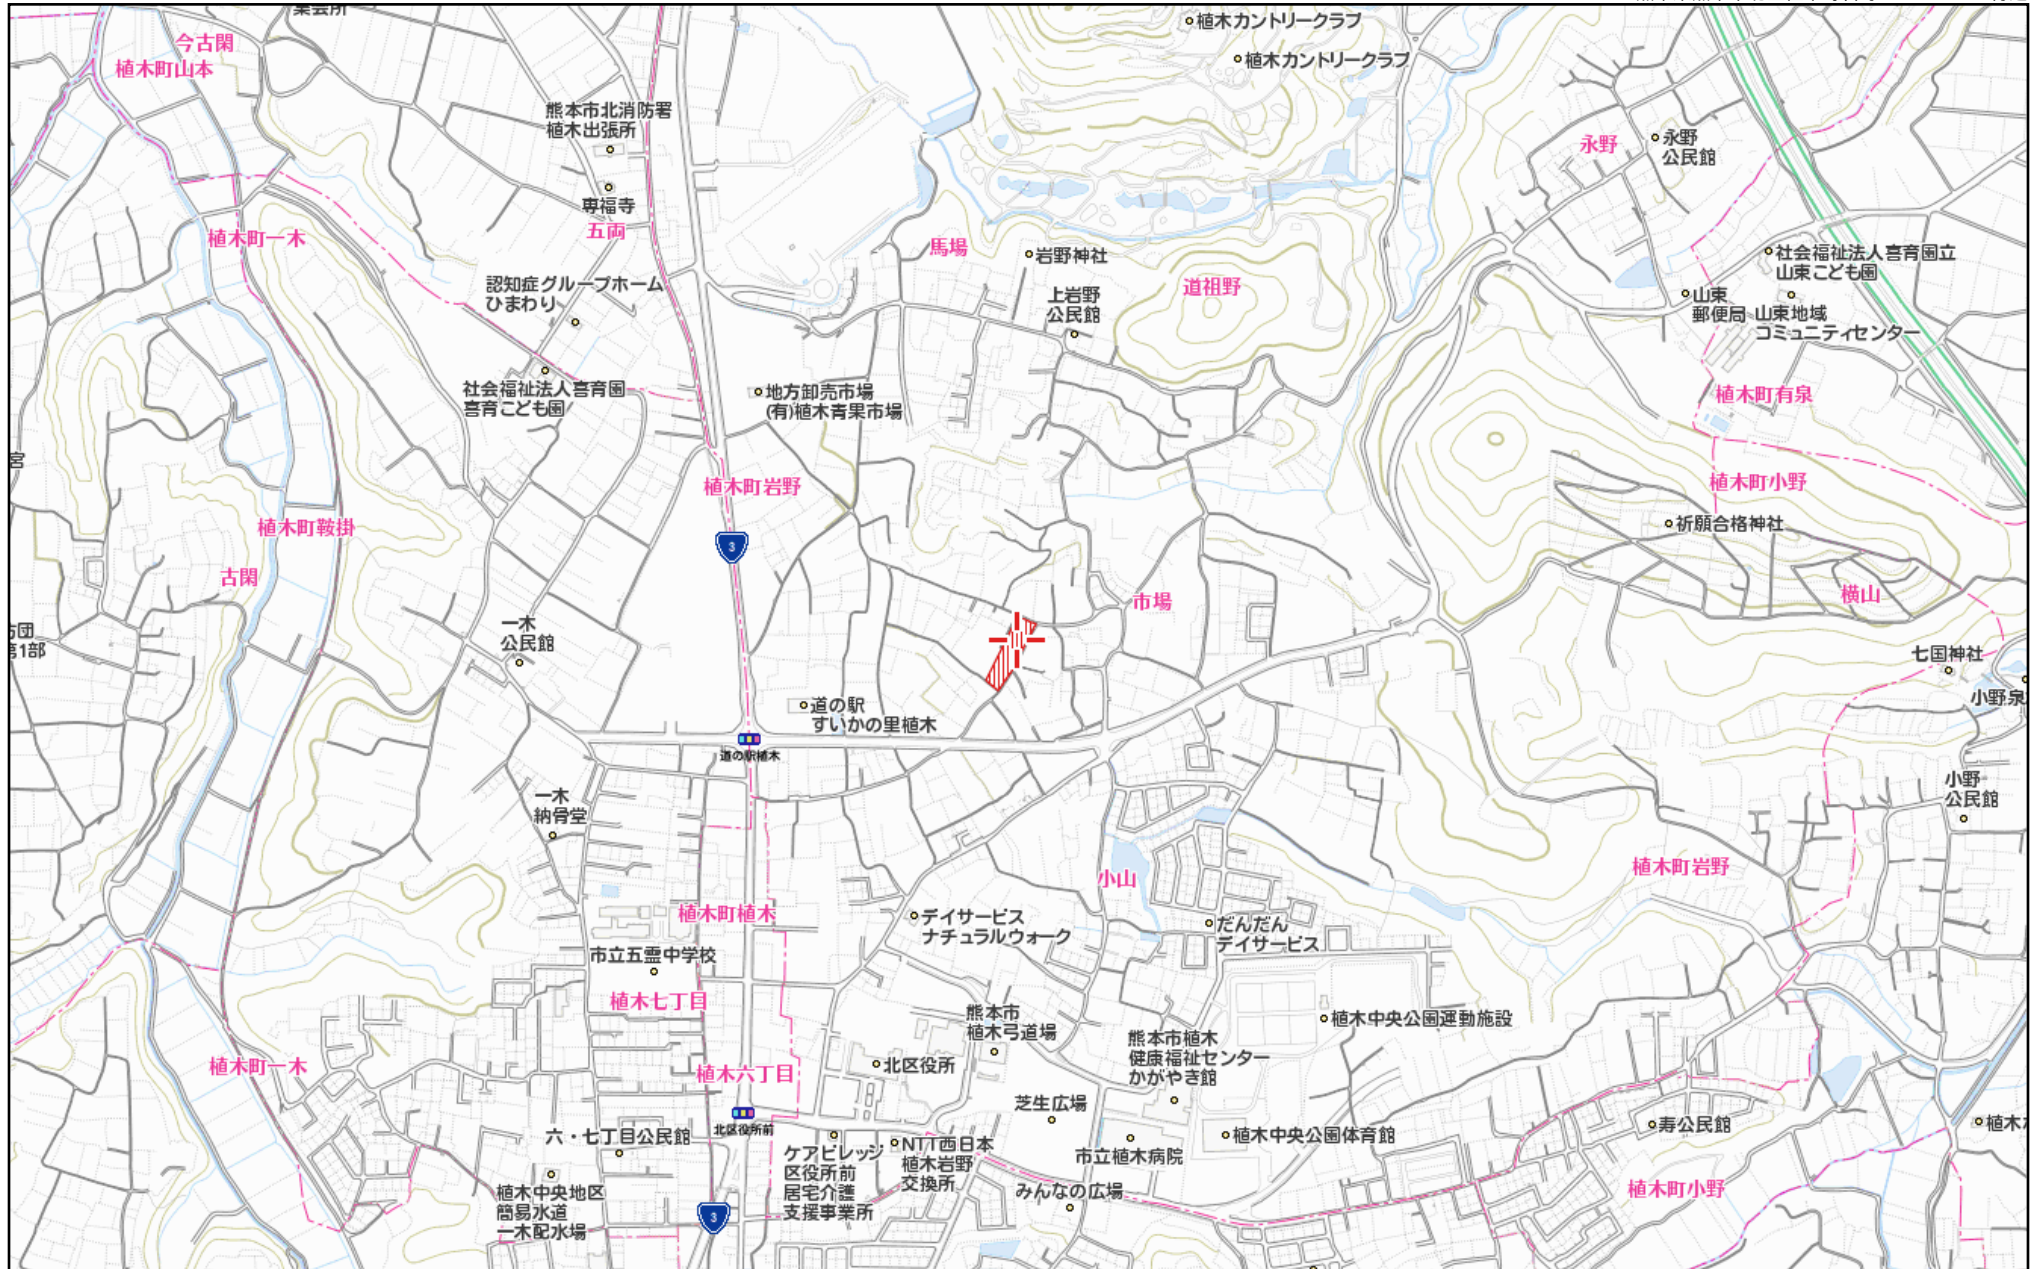 集会所
植木カントリークラブ
今古閑
植木町山本
植木カントリークラブ
熊本市北消防署
植木出張所
永野
永野
公民館
専福寺
五両
植木町一木
馬場
岩野神社
社会福祉法人喜育園立
山東こども園
認知症グループホーム
ひまわり
上岩野
公民館
道祖野
山東
郵便局
山東地域
コミュニティセンター
社会福祉法人喜育園
喜育こども園
地方卸売市場
(有)植木青果市場
植木町有泉
宮
植木町岩野
植木町小野
植木町鞍掛
祈願合格神社
3
古閑
市場
横山
一木
公民館
方団
第1部
七国神社
小野泉
道の駅
すいかの里植木
道の駅植木
一木
納骨堂
小野
公民館
植木町岩野
小山
植木町植木
デイサービス
ナチュラルウォーク
だんだん
デイサービス
市立五霊中学校
植木七丁目
熊本市
植木弓道場
植木中央公園運動施設
熊本市植木
健康福祉センター
かがやき館
植木町一木
北区役所
植木六丁目
芝生広場
北区役所前
六・七丁目公民館
植木中央公園体育館
寿公民館
植木
ケアビレッジ
区役所前
居宅介護
支援事業所
NTT西日本
植木岩野
交換所
市立植木病院
みんなの広場
植木中央地区
簡易水道
一木配水場
植木町小野
3